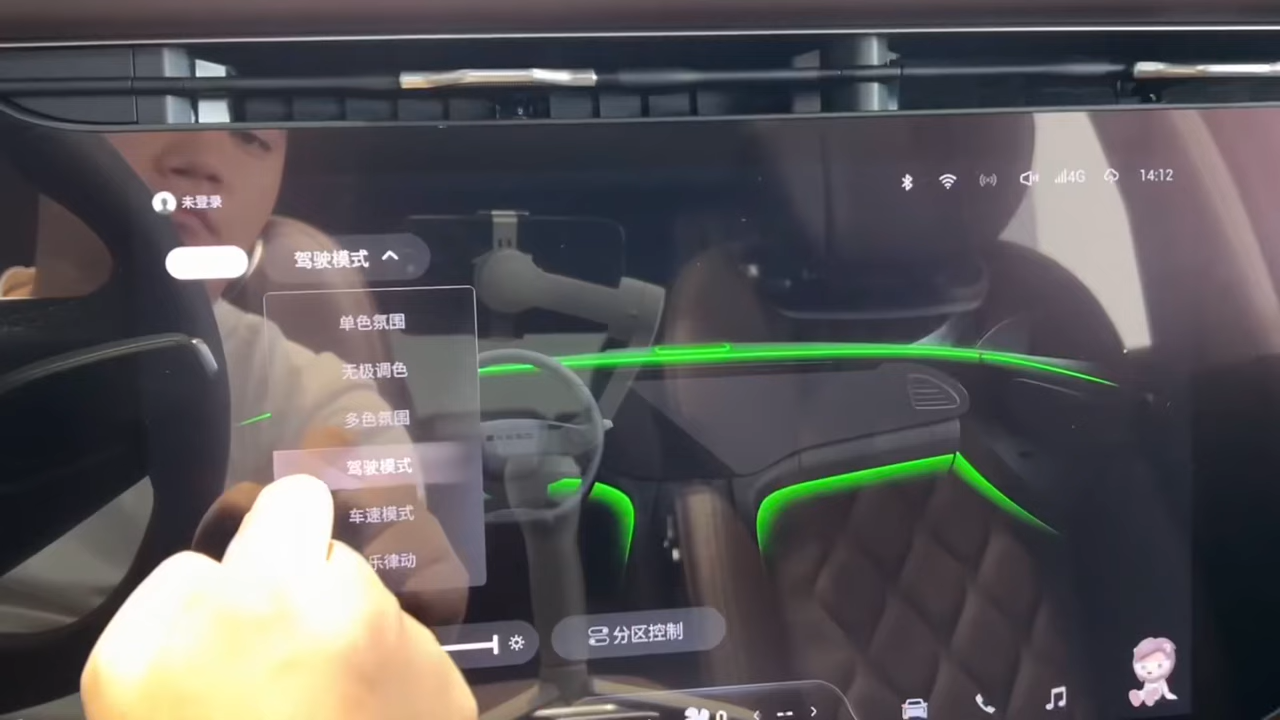 4G 14:12
未登录
驾驶模式
单色氛围
无极调色
多色氛围
驾驶模式
车速模式
乐律动
分区控制
0 --